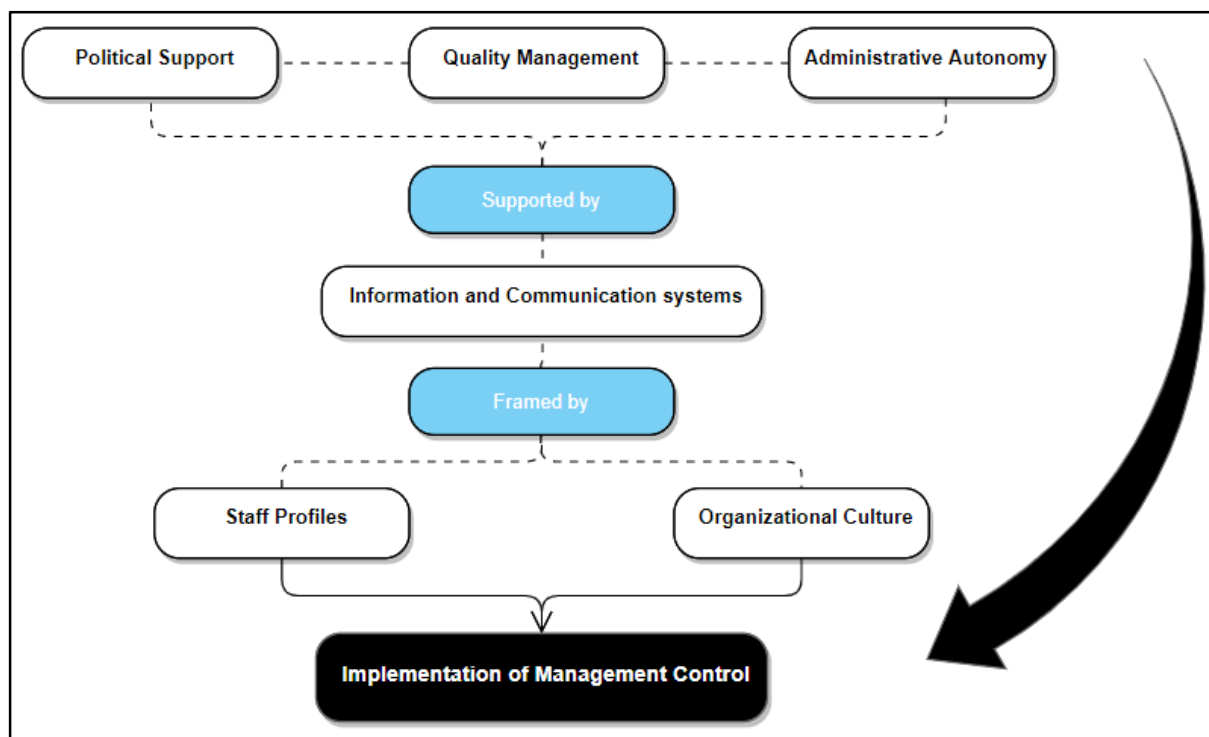 Political Support
Quality Management
Administrative Autonomy
Supported by
Information and Communication systems
Framed by
Staff Profiles
Organizational Culture
Implementation of Management Control